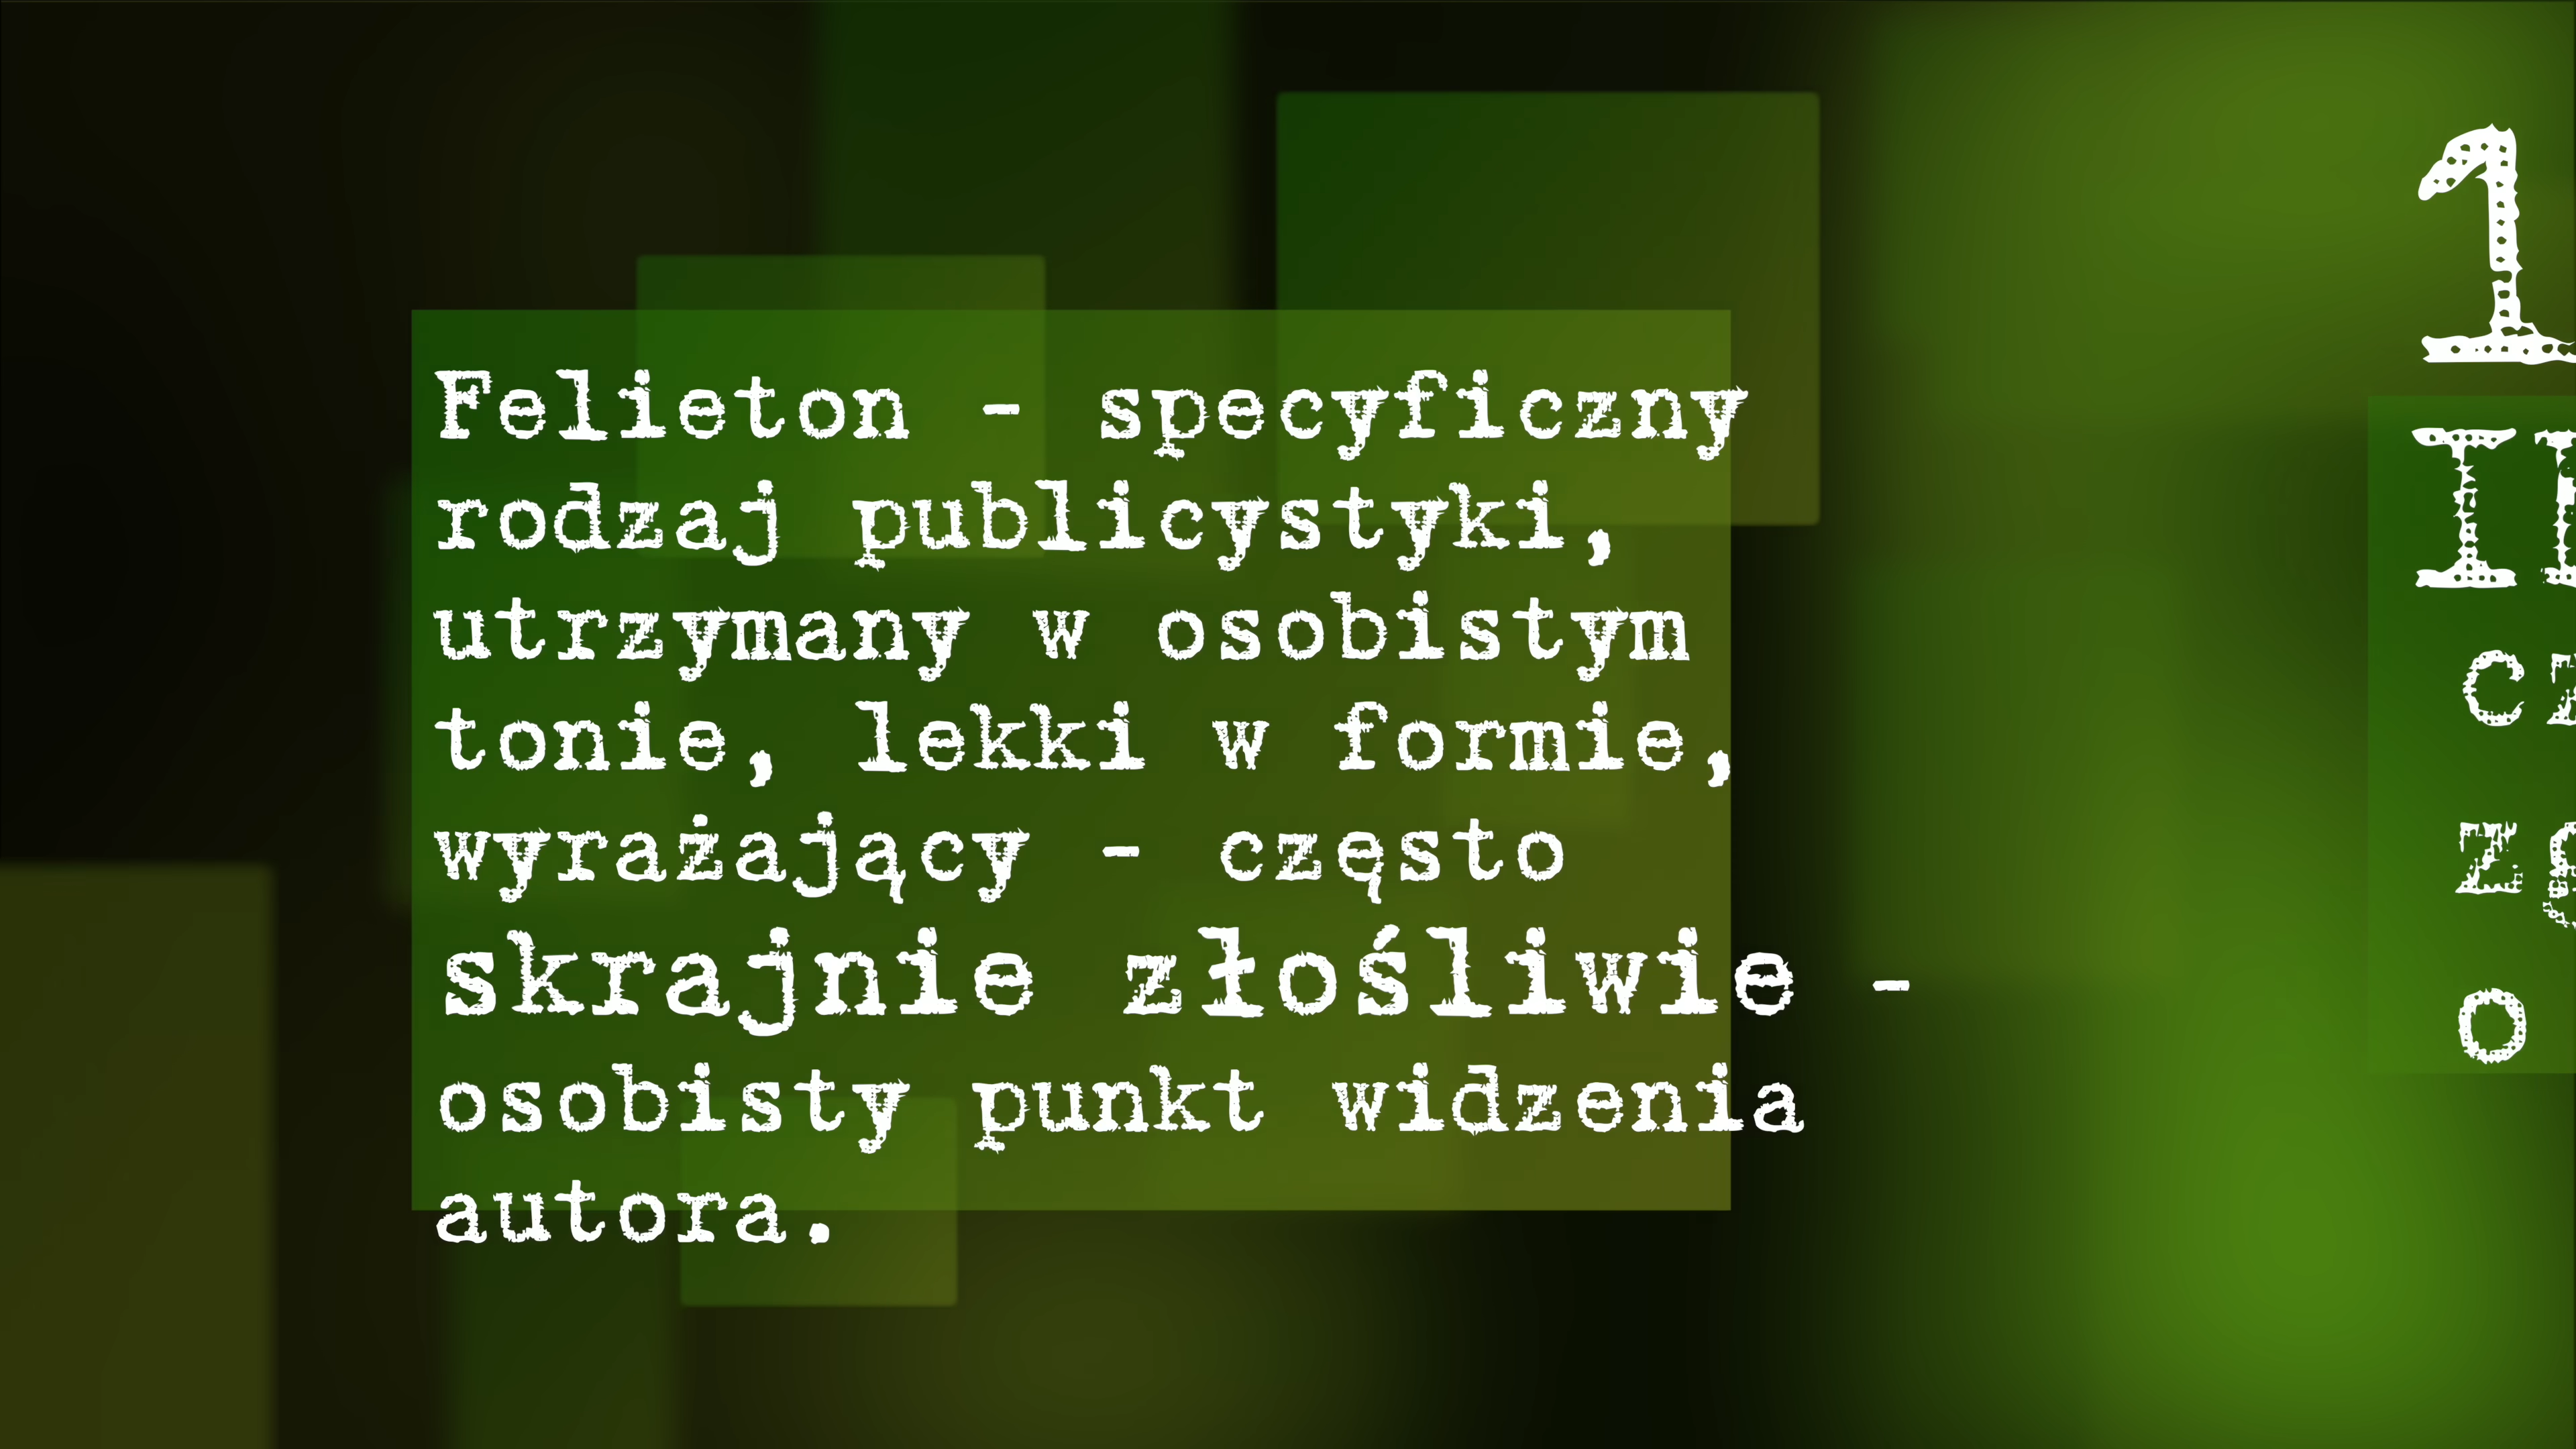 Felieton - specyficzny
rodzaj publicystyki,
utrzymany w osobistym
tonie, lekki w formie,
wyrażający - często
skrajnie złośliwie -
osobisty punkt widzenia
autora.
1
o